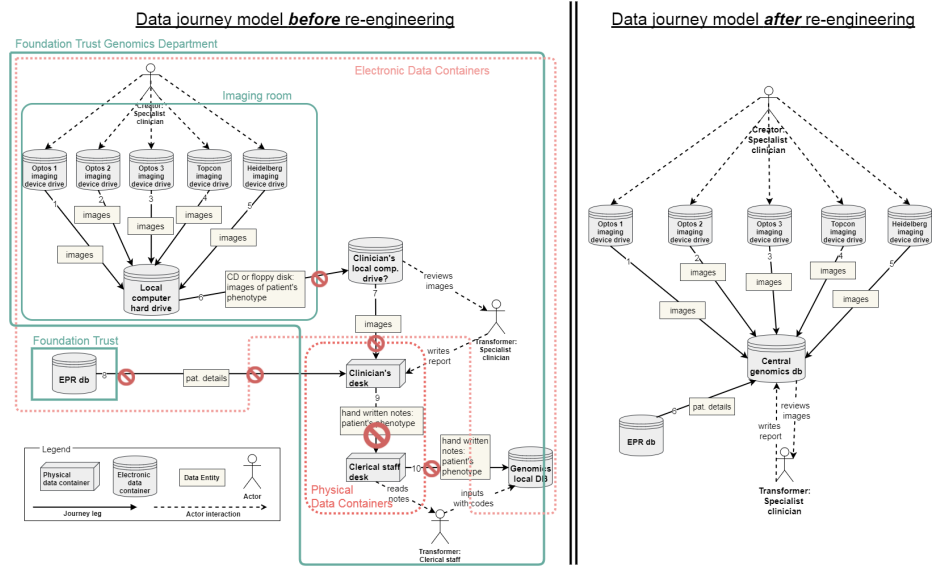 Data journey model before re-engineering
Foundation Trust Genomics Department
Electronic Data Containers
Imaging room
Creator:
Specialist
clinician
Optos 1
imaging
device drive
Optos 2
imaging
device drive
Optos 3
imaging
device drive
Topcon
imaging
device drive
Heidelberg
imaging
device drive
1
2
3
4
5
images
images
images
images
images
Local
computer
hard drive
6
CD or floppy disk:
images of patient's
phenotype
Clinician's
local comp.
drive?
7
reviews
images
images
Transformer:
Specialist
clinician
writes
report
Foundation Trust
EPR db
8
pat. details
Clinician's
desk
9
hand written notes:
patient's phenotype
Clerical staff
desk
10
hand written
notes:
patient's
phenotype
Genomics
local DB
Physical
Data Containers
reads
notes
inputs
with codes
Transformer:
Clerical staff
Legend
Physical
data container
Electronic
data
container
Data Entity
Actor
Journey leg
Actor interaction
Data journey model after re-engineering
Creator:
Specialist
clinician
Optos 1
imaging
device drive
Optos 2
imaging
device drive
Optos 3
imaging
device drive
Topcon
imaging
device drive
Heidelberg
imaging
device drive
1
2
3
4
5
images
images
images
images
images
Central
genomics db
6
pat. details
EPR db
reviews
images
writes
report
Transformer:
Specialist
clinician